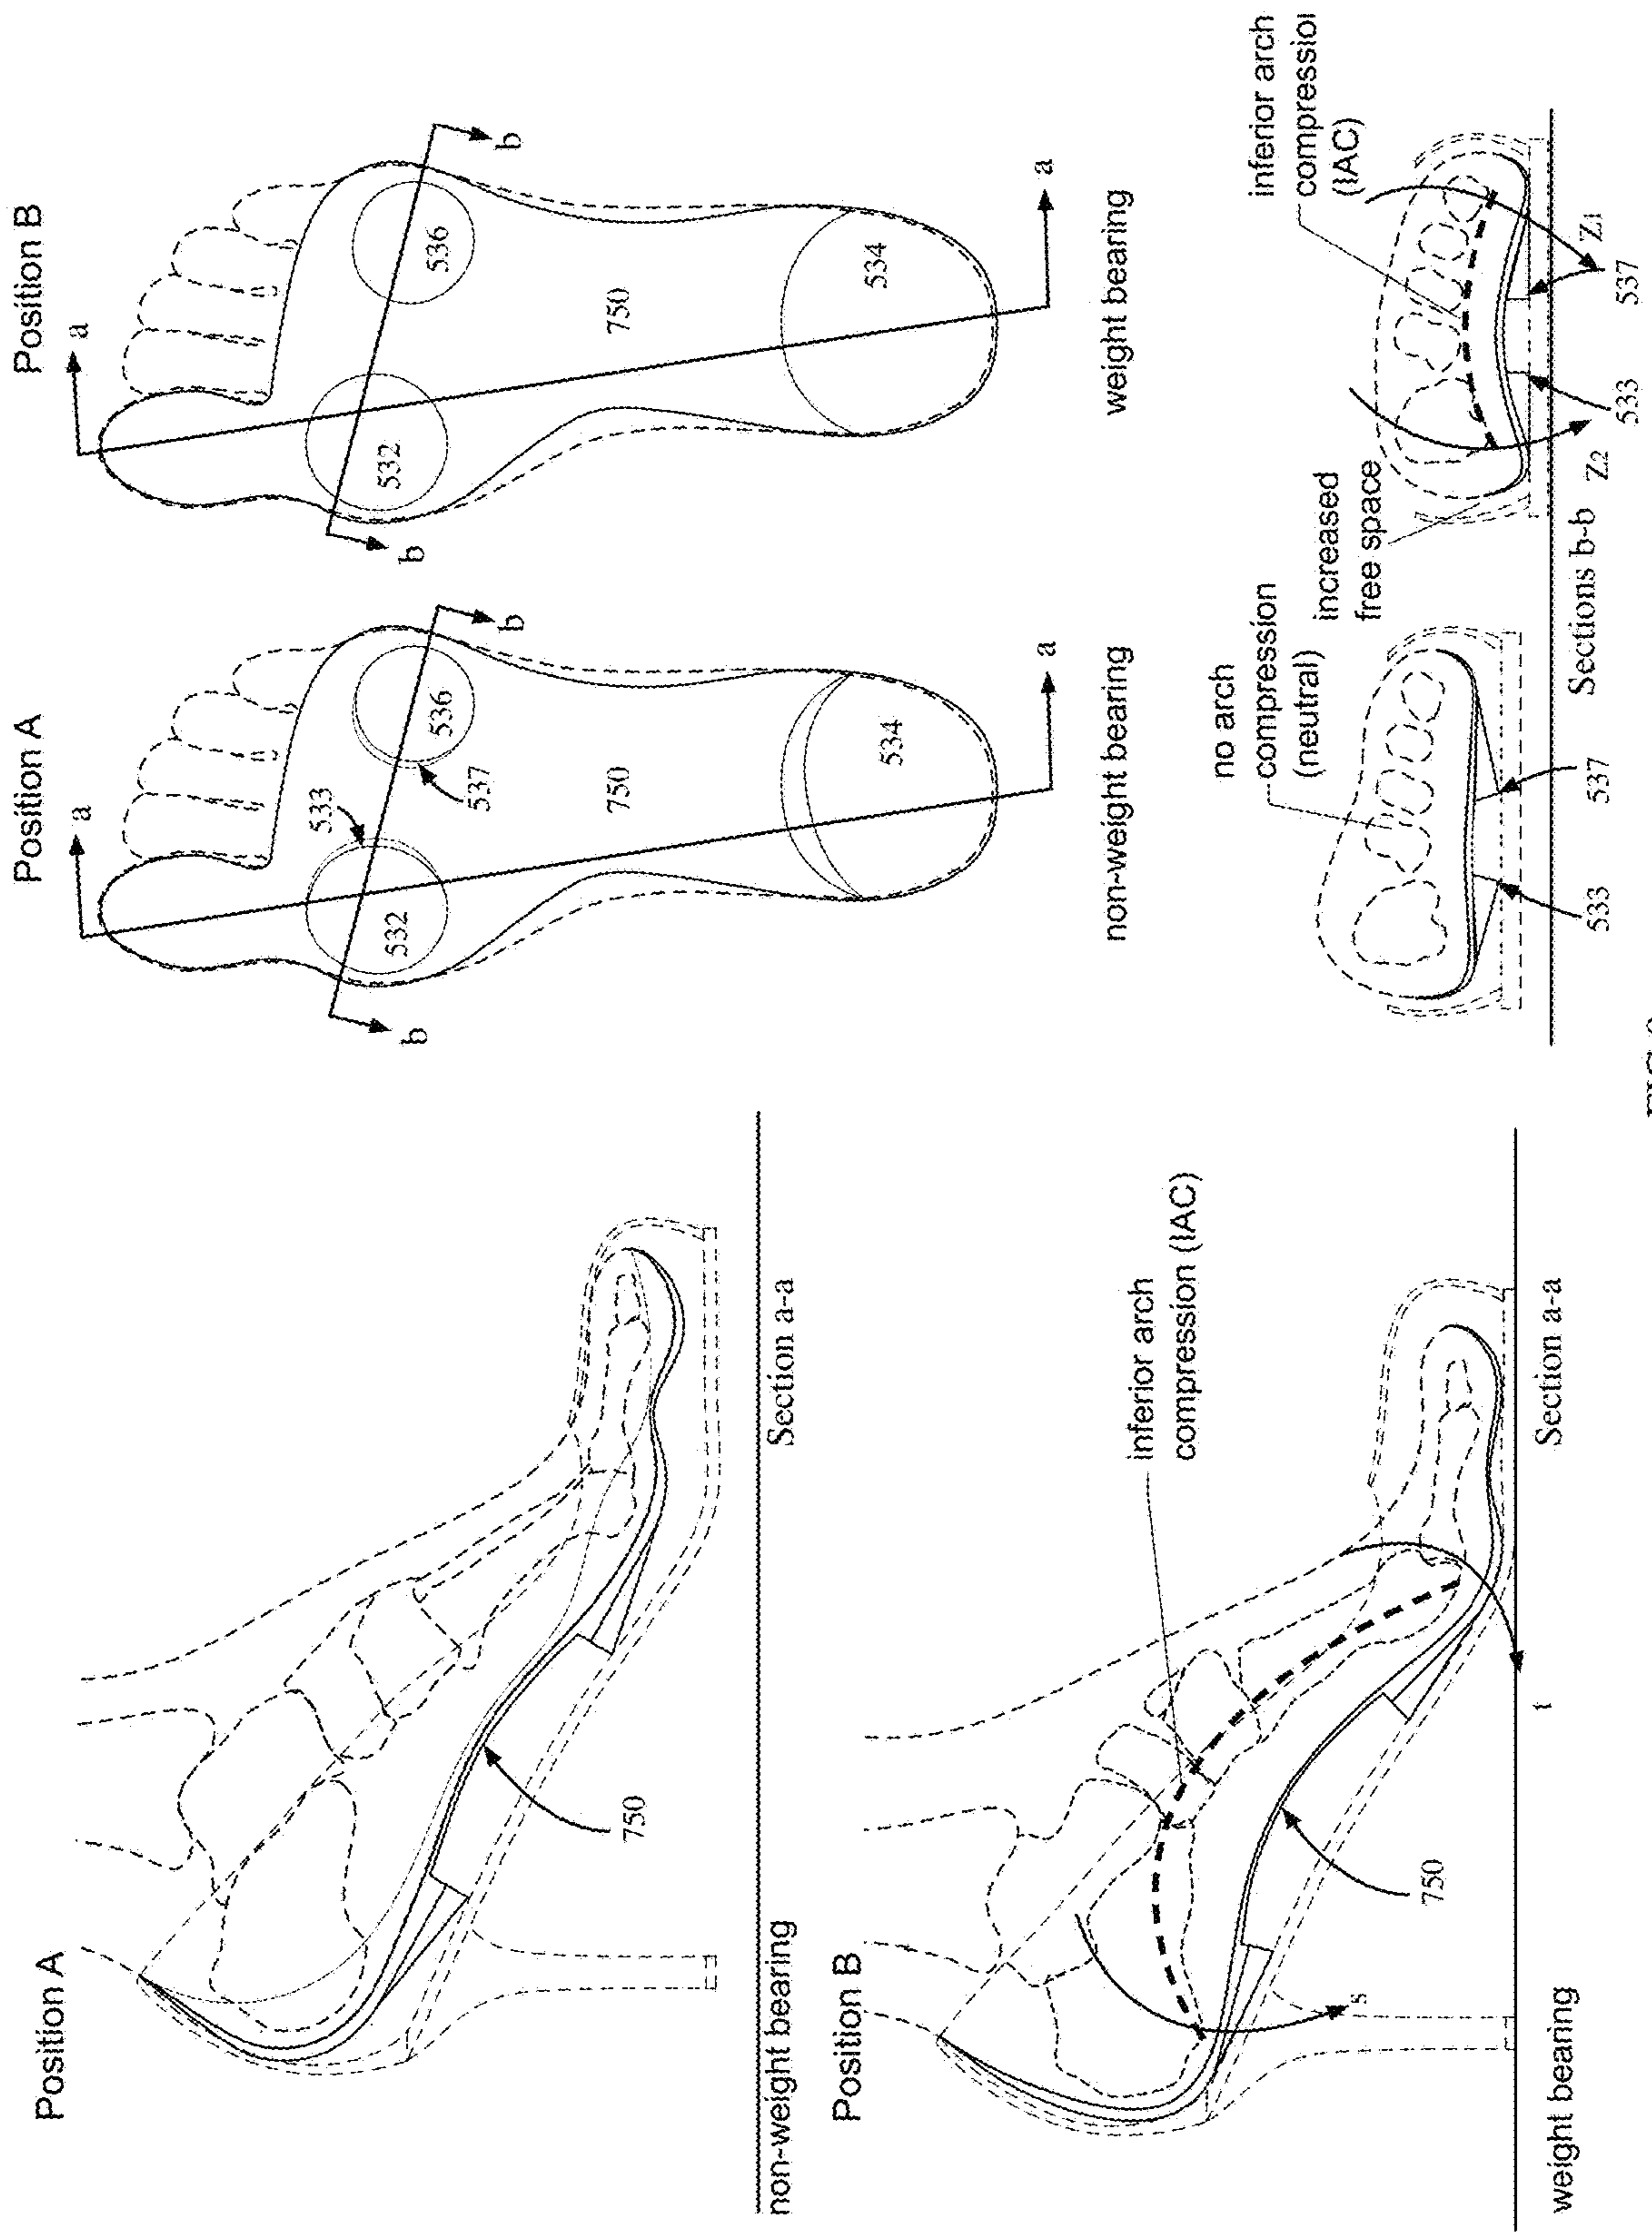 Position A
750
non-weight bearing
Section a-a
Position B
inferior arch
compression (IAC)
s
t
750
weight bearing
Section a-a
Position A
a
533
532
537
536
b
b
750
534
a
non-weight bearing
Position B
a
532
536
b
b
750
534
a
weight bearing
no arch
compression
(neutral)
533
537
increased
free space
inferior arch
compression
(IAC)
Z2
Z1
533
537
Sections b-b